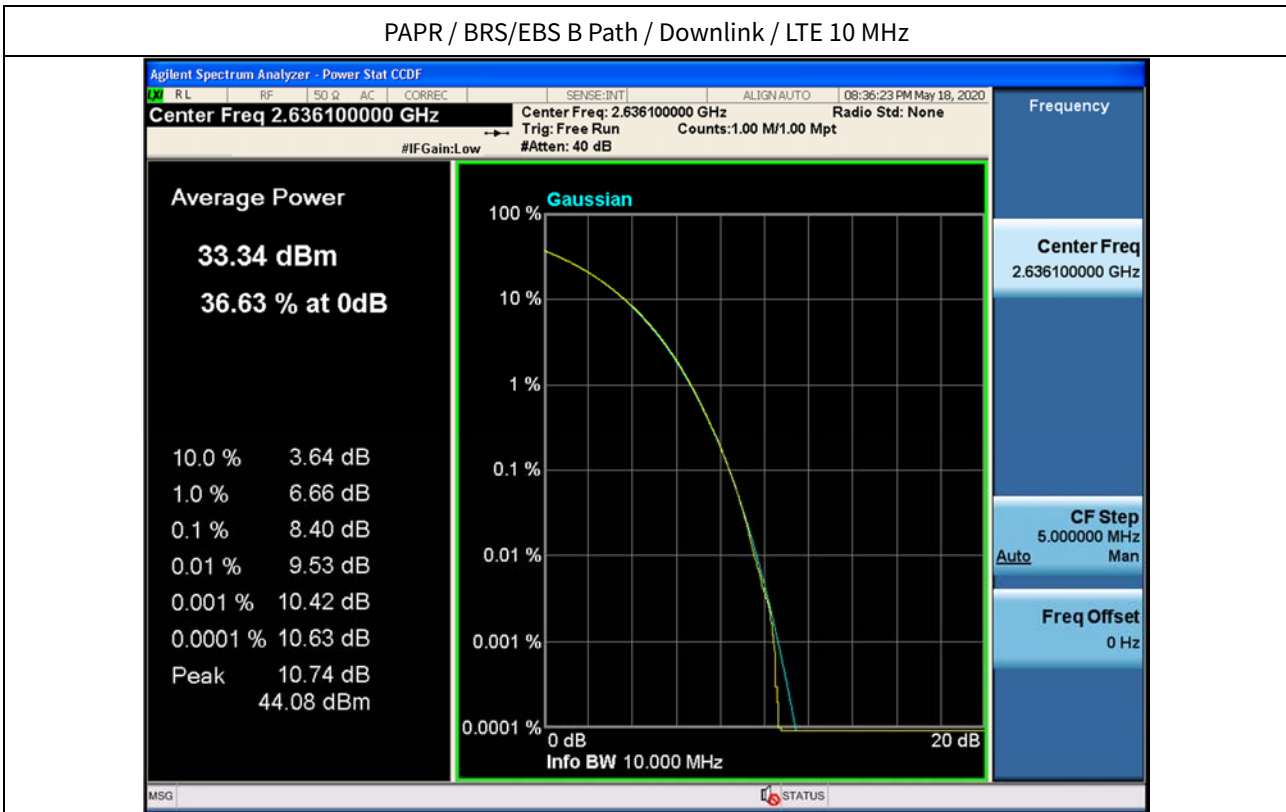 PAPR / BRS/EBS B Path / Downlink / LTE 10 MHz
Agilent Spectrum Analyzer - Power Stat CCDF
LXI RL RF 50 Ω AC CORREC SENSE:INT ALIGN AUTO 08:36:23 PM May 18, 2020
Center Freq 2.636100000 GHz
Center Freq: 2.636100000 GHz Radio Std: None
Trig: Free Run Counts:1.00 M/1.00 Mpt
#IFGain:Low #Atten: 40 dB
Frequency
Average Power
33.34 dBm
36.63 % at 0dB
10.0 % 3.64 dB
1.0 % 6.66 dB
0.1 % 8.40 dB
0.01 % 9.53 dB
0.001 % 10.42 dB
0.0001 % 10.63 dB
Peak 10.74 dB
44.08 dBm
Gaussian
100 %
10 %
1 %
0.1 %
0.01 %
0.001 %
0.0001 %
0 dB 20 dB
Info BW 10.000 MHz
Center Freq
2.636100000 GHz
CF Step
5.000000 MHz
Auto Man
Freq Offset
0 Hz
MSG STATUS